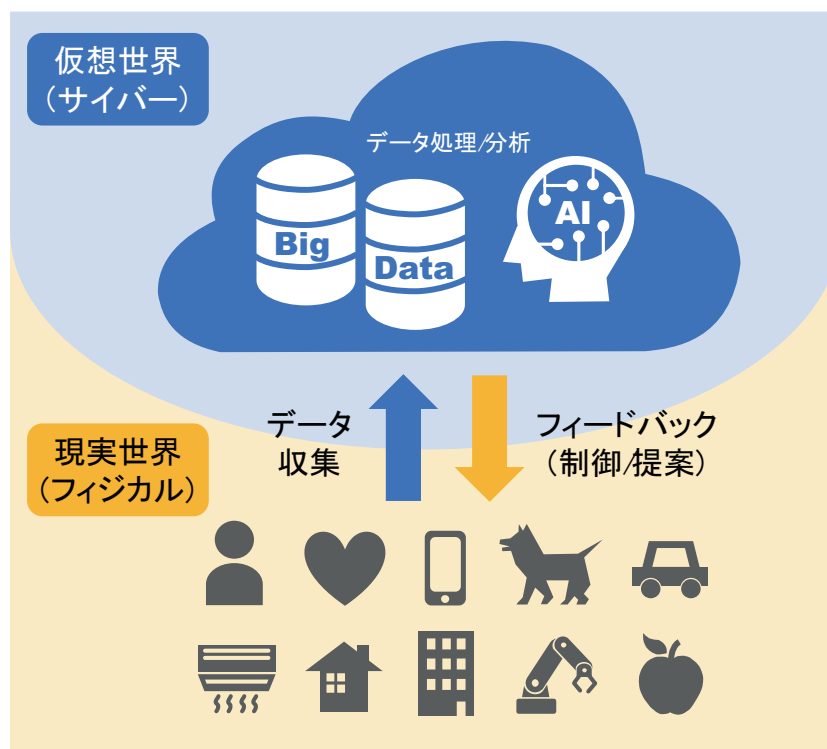 仮想世界
（サイバー）
データ処理/分析
Big
Data
AI
データ
収集
フィードバック
（制御/提案）
現実世界
（フィジカル）